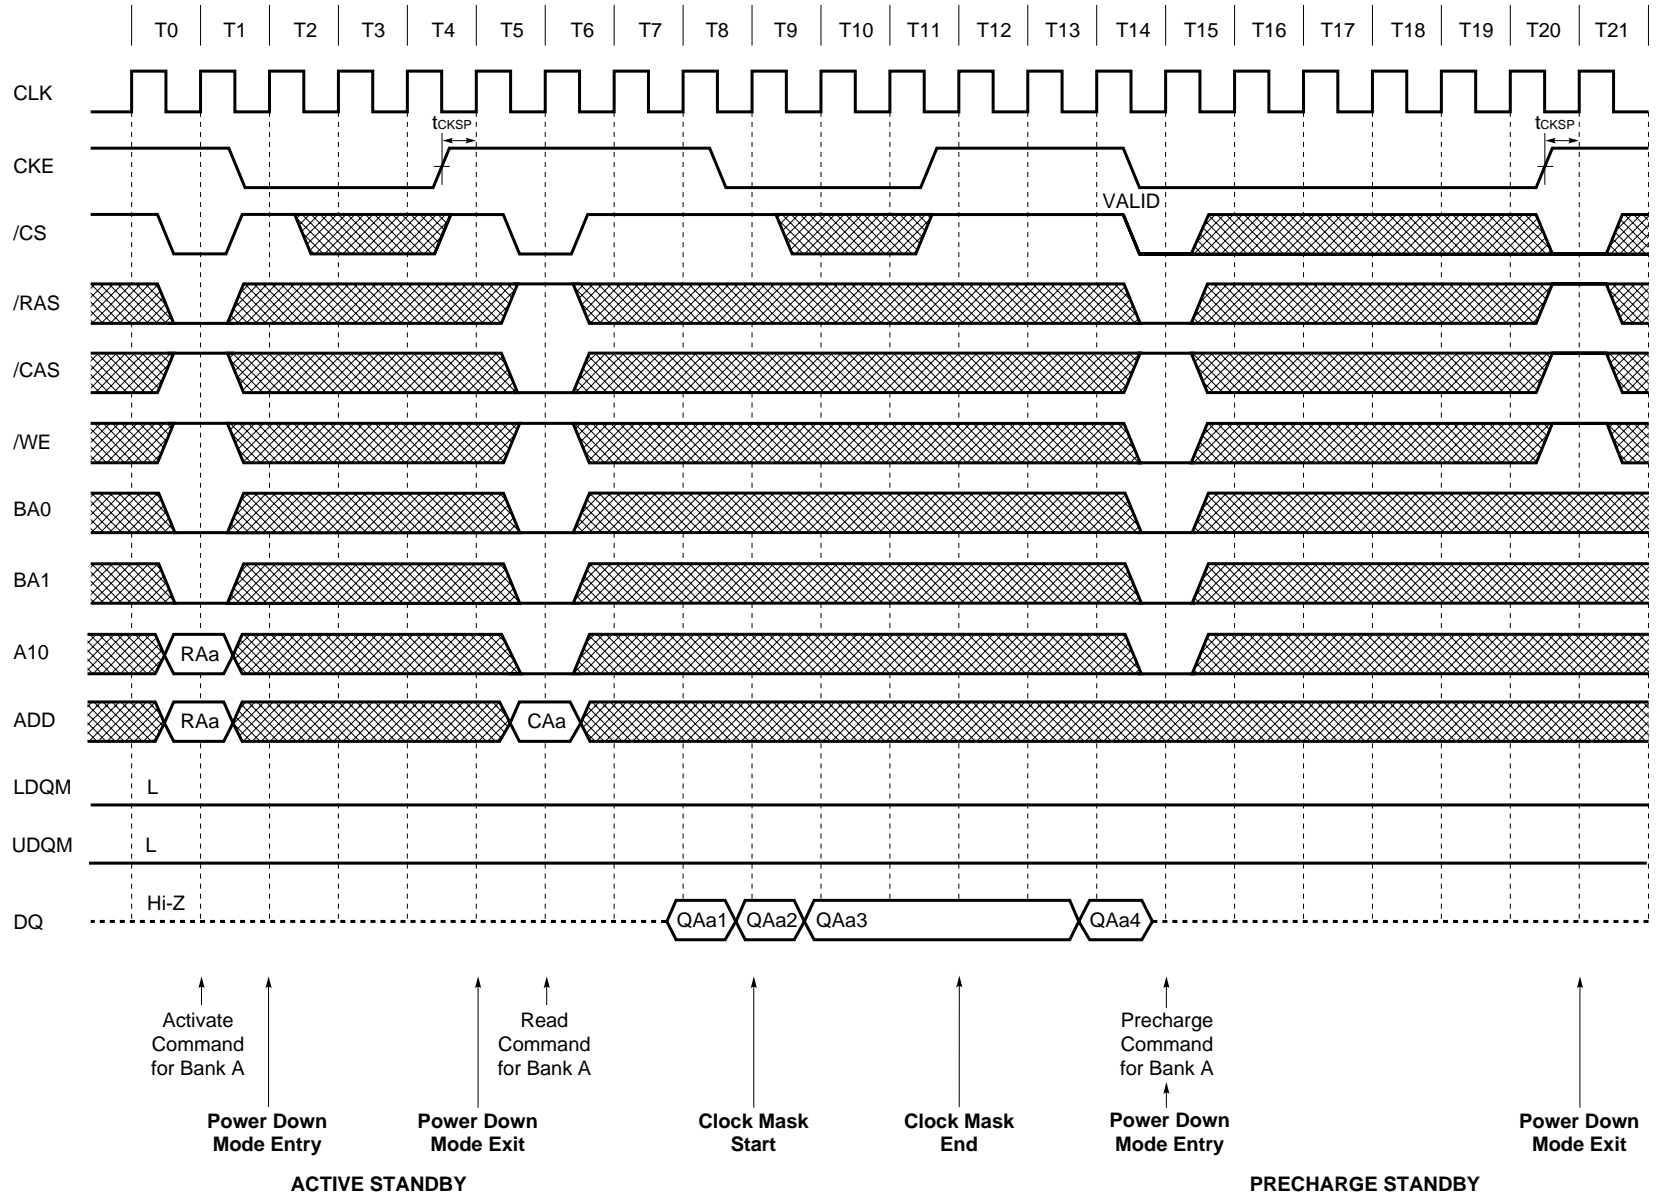 T0 T1 T2 T3 T4 T5 T6 T7 T8 T9 T10 T11 T12 T13 T14 T15 T16 T17 T18 T19 T20 T21
CLK
tCKSP tCKSP
CKE
VALID
/CS
/RAS
/CAS
/WE
BA0
BA1
A10 RAa
ADD RAa CAa
LDQM L
UDQM L
Hi-Z
DQ QAa1 QAa2 QAa3 QAa4
Activate
Command
for Bank A
Read
Command
for Bank A
Precharge
Command
for Bank A
Power Down
Mode Entry
Power Down
Mode Exit
Clock Mask
Start
Clock Mask
End
Power Down
Mode Entry
Power Down
Mode Exit
ACTIVE STANDBY
PRECHARGE STANDBY